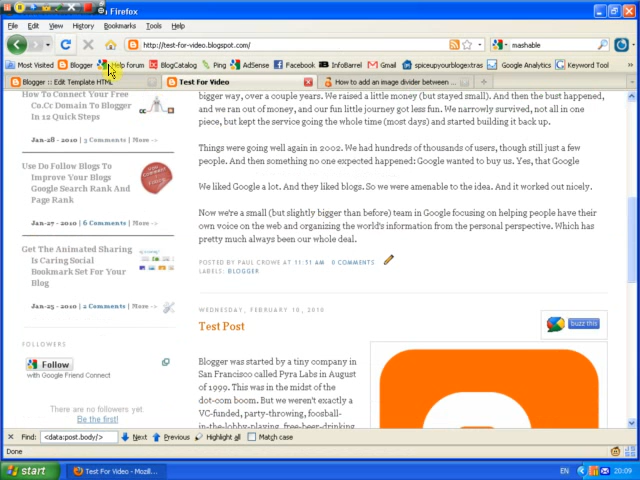 Firefox
File Edit View History Bookmarks Tools Help
http://test-for-video.blogspot.com/
mashable
Most Visited Blogger Help forum BlogCatalog Ping AdSense Facebook InfoBarrel Gmail spiceupyourblogextras Google Analytics Keyword Tool
Blogger :: Edit Template HTML
Test For Video
How to add an image divider between ...
How To Connect Your Free
Co.Cc Domain To Blogger
In 12 Quick Steps
Jan-28 - 2010 | 3 Comments | More ->
Use Do Follow Blogs To
Improve Your Blogs
Google Search Rank And
Page Rank
Jan-27 - 2010 | 6 Comments | More ->
Get The Animated Sharing
Is Caring Social
Bookmark Set For Your
Blog
Jan-25 - 2010 | 2 Comments | More ->
FOLLOWERS
Follow
with Google Friend Connect
There are no followers yet.
Be the first!
bigger way, over a couple years. We raised a little money (but stayed small). And then the bust happened,
and we ran out of money, and our fun little journey got less fun. We narrowly survived, not all in one
piece, but kept the service going the whole time (most days) and started building it back up.
Things were going well again in 2002. We had hundreds of thousands of users, though still just a few
people. And then something no one expected happened: Google wanted to buy us. Yes, that Google
We liked Google a lot. And they liked blogs. So we were amenable to the idea. And it worked out nicely.
Now we're a small (but slightly bigger than before) team in Google focusing on helping people have their
own voice on the web and organizing the world's information from the personal perspective. Which has
pretty much always been our whole deal.
POSTED BY PAUL CROWE AT 11:51 AM 0 COMMENTS
LABELS: BLOGGER
WEDNESDAY, FEBRUARY 10, 2010
Test Post
buzz this
Blogger was started by a tiny company in
San Francisco called Pyra Labs in August
of 1999. This was in the midst of the
dot-com boom. But we weren't exactly a
VC-funded, party-throwing, foosball-
in-the-lobby-playing, free-beer-drinking
Find: <data:post.body/> Next Previous Highlight all Match case
Done
start
Test For Video - Mozil...
EN
20:09